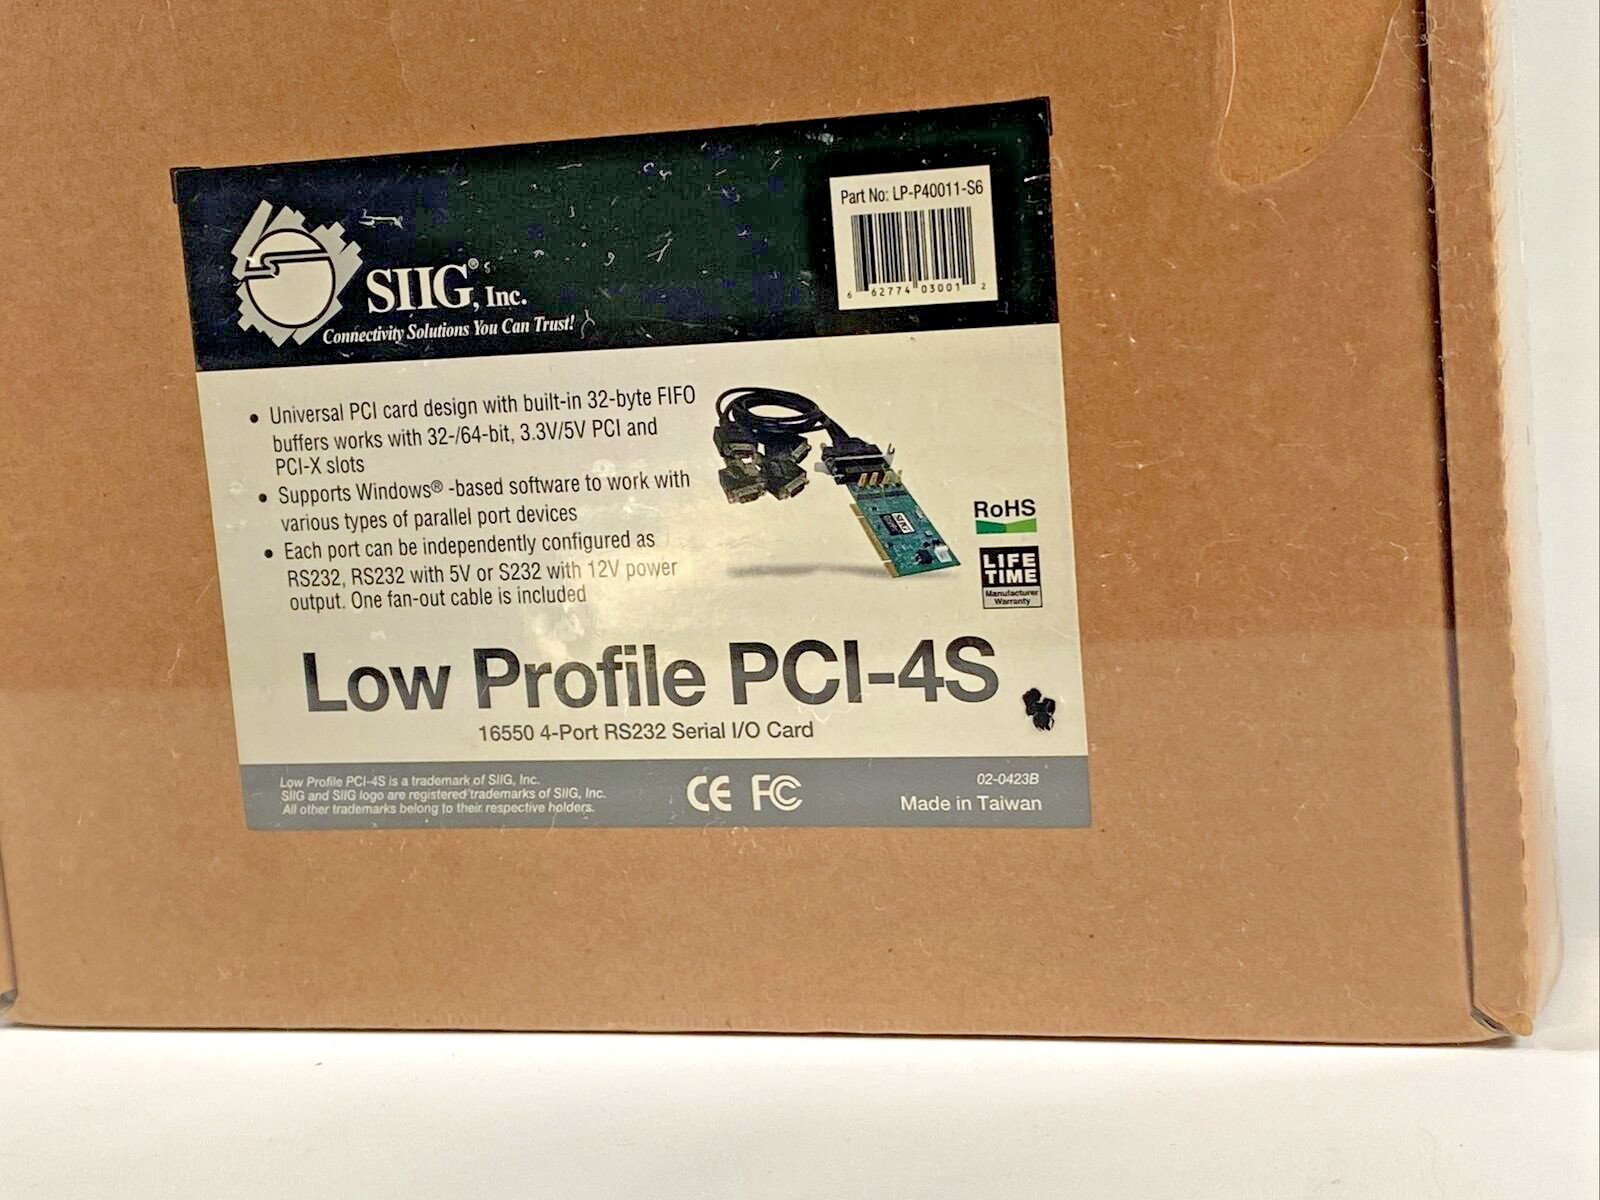 SIIG®, Inc.
Connectivity Solutions You Can Trust!
Part No: LP-P40011-S6
6 62774 03001 2
• Universal PCI card design with built-in 32-byte FIFO
buffers works with 32-/64-bit, 3.3V/5V PCI and
PCI-X slots
• Supports Windows® -based software to work with
various types of parallel port devices
• Each port can be independently configured as
RS232, RS232 with 5V or S232 with 12V power
output. One fan-out cable is included
SIIG
RoHS
LIFE
TIME
Manufacturer
Warranty
Low Profile PCI-4S
16550 4-Port RS232 Serial I/O Card
Low Profile PCI-4S is a trademark of SIIG, Inc.
SIIG and SIIG logo are registered trademarks of SIIG, Inc.
All other trademarks belong to their respective holders.
CE FC
02-0423B
Made in Taiwan